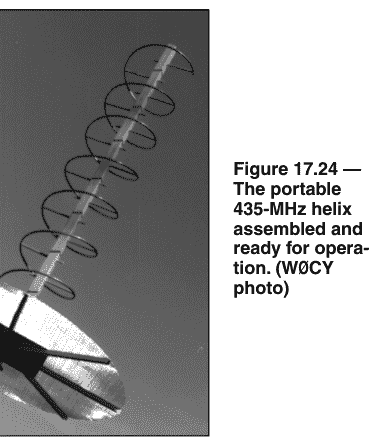 Figure 17.24 —
The portable
435-MHz helix
assembled and
ready for opera-
tion. (WØCY
photo)